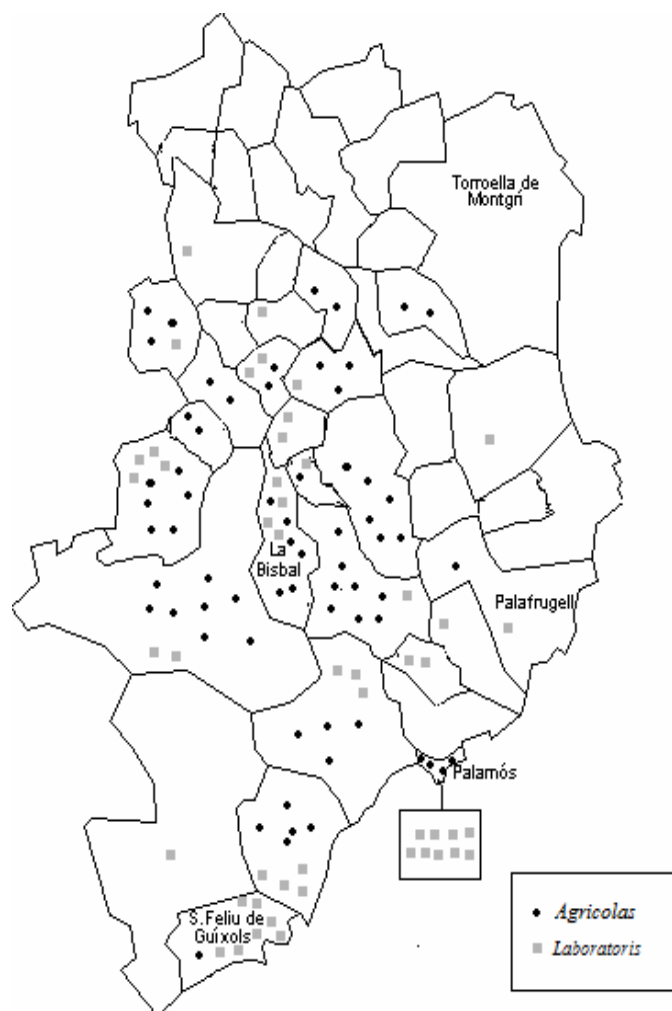 Torroella de
Montgrí
La
Bisbal
Palafrugell
Palamós
S.Feliu de
Guíxols
Agricolas
Laboratoris